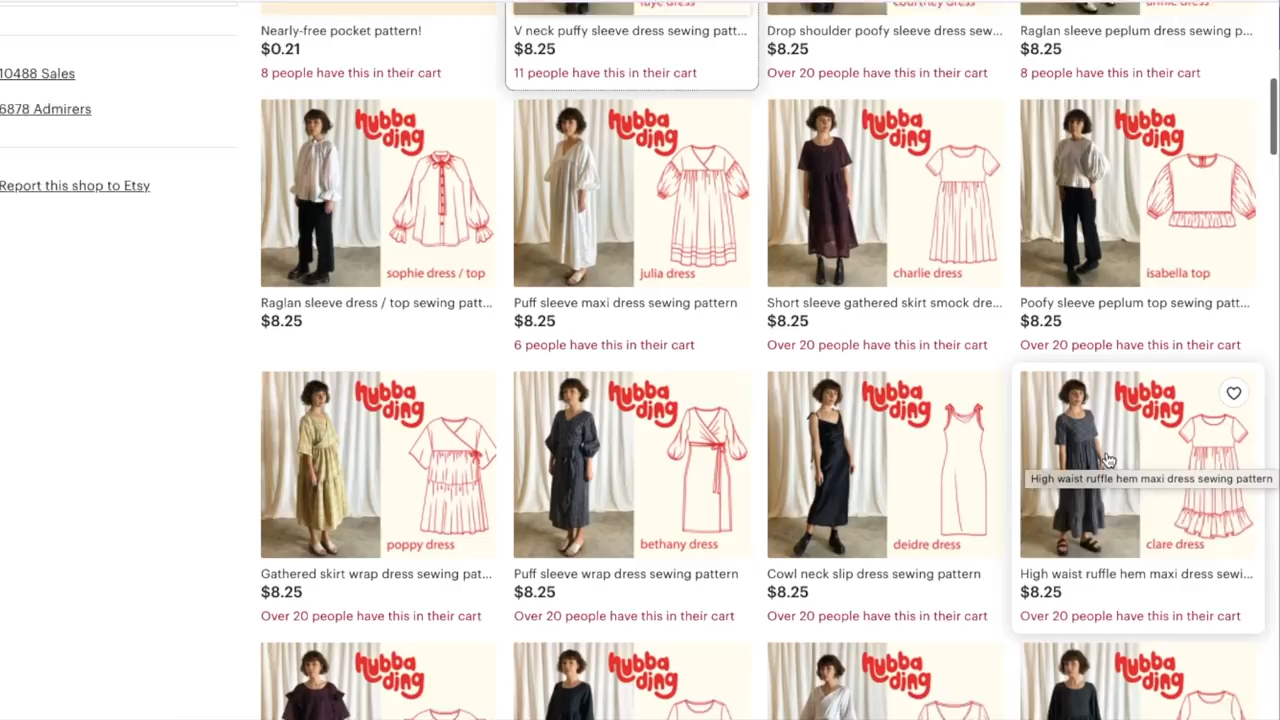 faye dress
courtney dress
annie dress
Nearly-free pocket pattern!
$0.21
8 people have this in their cart
V neck puffy sleeve dress sewing patt...
$8.25
11 people have this in their cart
Drop shoulder poofy sleeve dress sew...
$8.25
Over 20 people have this in their cart
Raglan sleeve peplum dress sewing p...
$8.25
8 people have this in their cart
10488 Sales
6878 Admirers
Report this shop to Etsy
hubba
ding
sophie dress / top
Raglan sleeve dress / top sewing patt...
$8.25
hubba
ding
julia dress
Puff sleeve maxi dress sewing pattern
$8.25
6 people have this in their cart
hubba
ding
charlie dress
Short sleeve gathered skirt smock dre...
$8.25
Over 20 people have this in their cart
hubba
ding
isabella top
Poofy sleeve peplum top sewing patt...
$8.25
Over 20 people have this in their cart
hubba
ding
poppy dress
Gathered skirt wrap dress sewing pat...
$8.25
Over 20 people have this in their cart
hubba
ding
bethany dress
Puff sleeve wrap dress sewing pattern
$8.25
Over 20 people have this in their cart
hubba
ding
deidre dress
Cowl neck slip dress sewing pattern
$8.25
Over 20 people have this in their cart
hubba
ding
High waist ruffle hem maxi dress sewing pattern
clare dress
High waist ruffle hem maxi dress sewi...
$8.25
Over 20 people have this in their cart
hubba
ding
hubba
ding
hubba
ding
hubba
ding